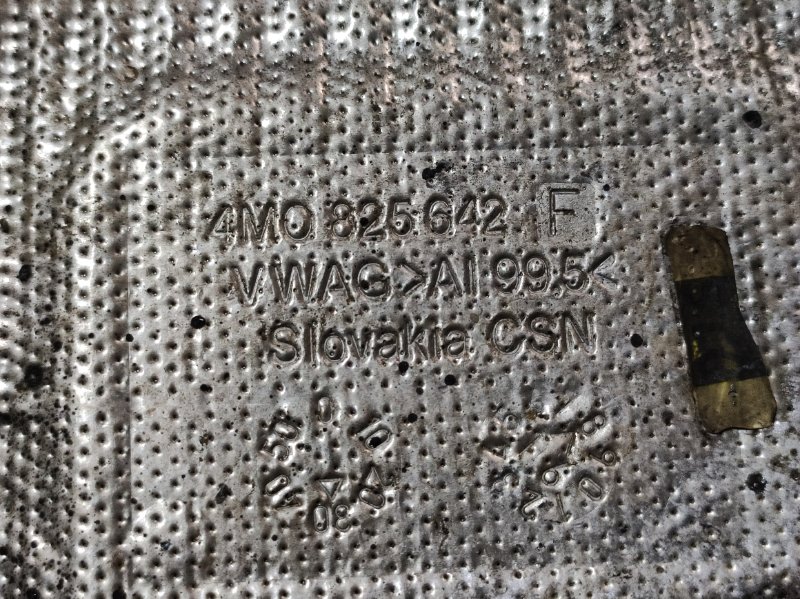 4M0 825 642 F
VWAG >Al 99.5<
Slovakia CSN